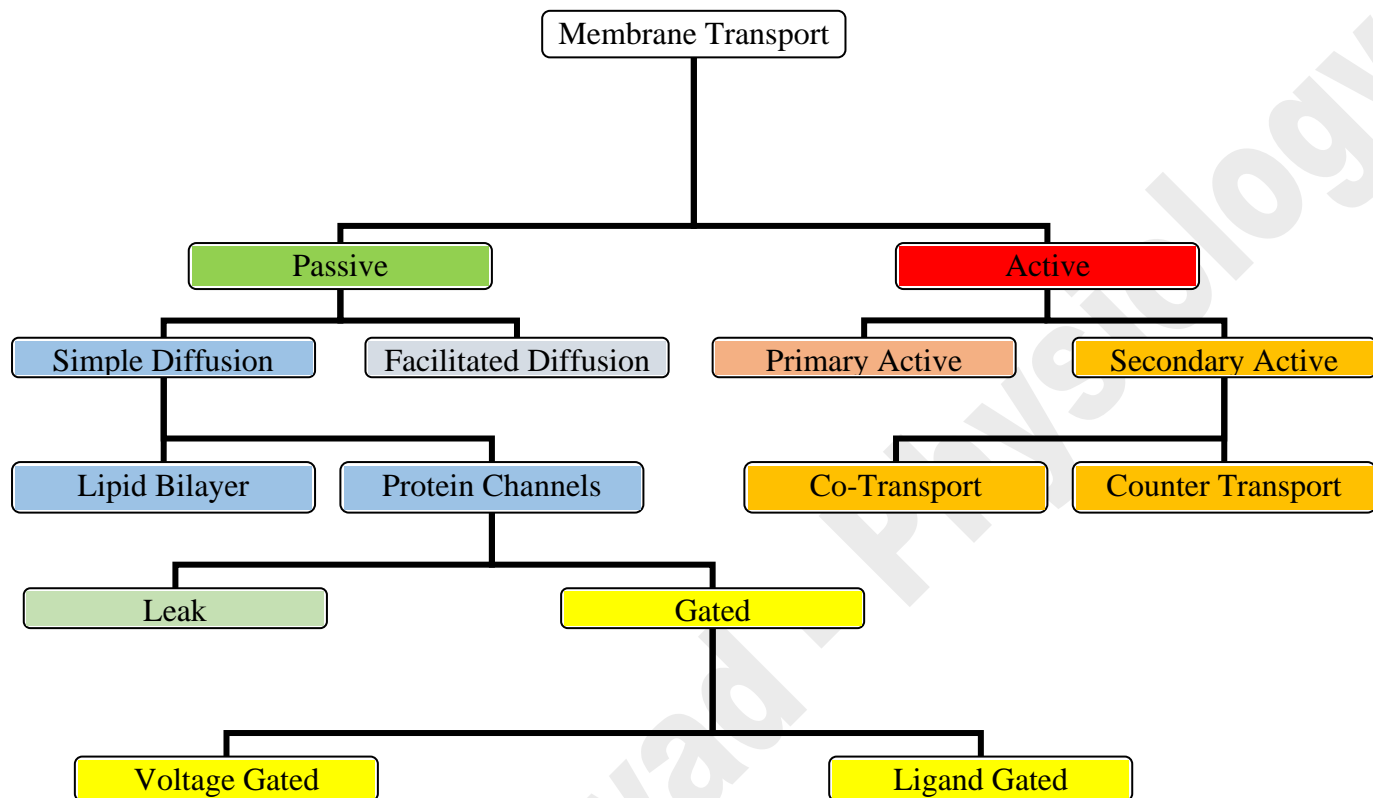 Membrane Transport
Passive
Active
Simple Diffusion
Facilitated Diffusion
Primary Active
Secondary Active
Lipid Bilayer
Protein Channels
Co-Transport
Counter Transport
Leak
Gated
Voltage Gated
Ligand Gated
Physiology